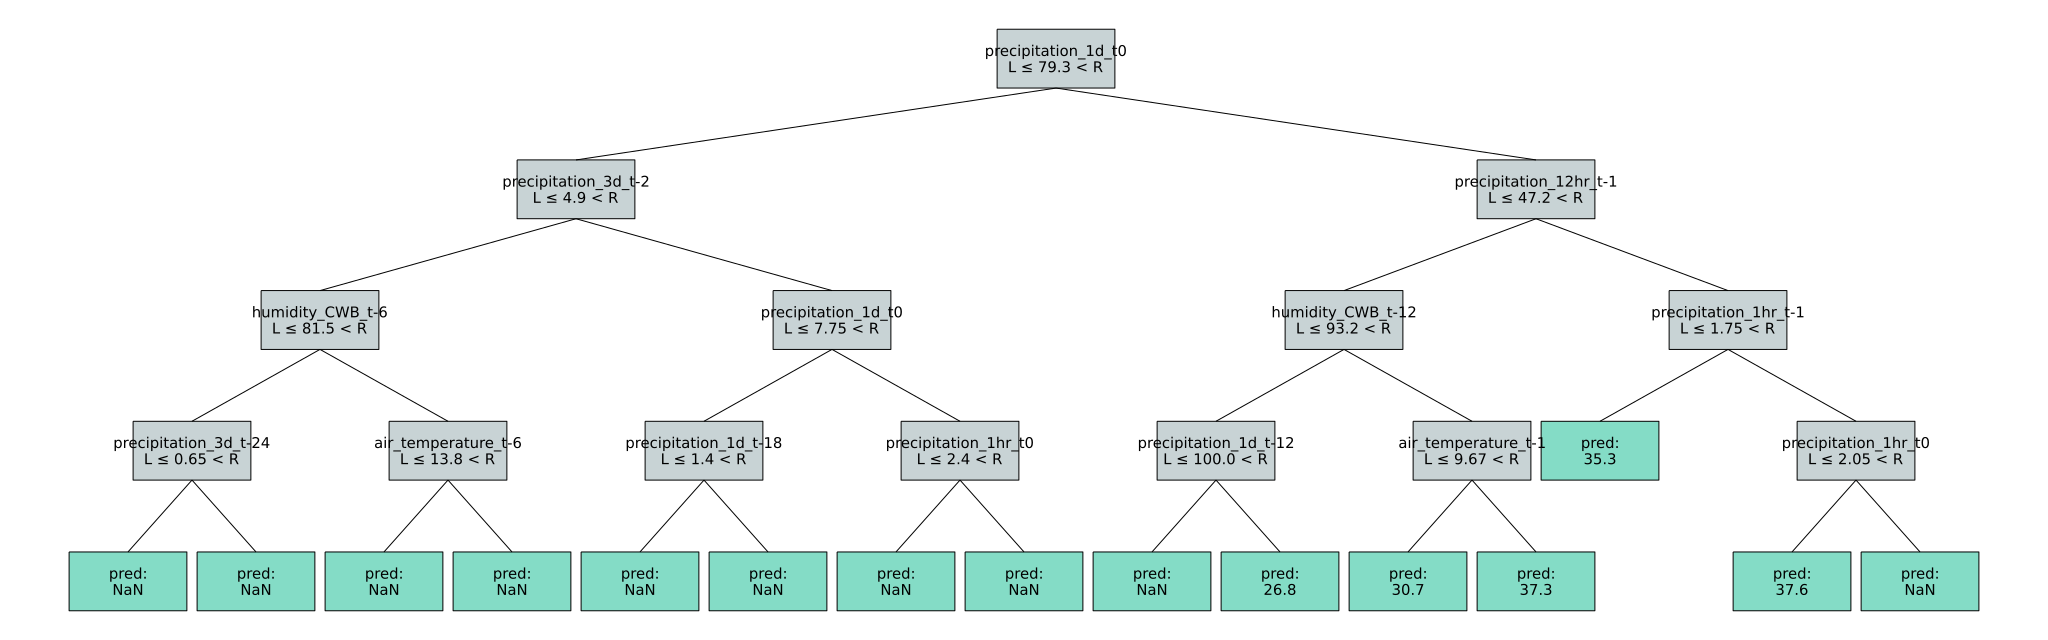 precipitation_1d_t0
L ≤ 79.3 < R
precipitation_3d_t-2
L ≤ 4.9 < R
precipitation_12hr_t-1
L ≤ 47.2 < R
humidity_CWB_t-6
L ≤ 81.5 < R
precipitation_1d_t0
L ≤ 7.75 < R
humidity_CWB_t-12
L ≤ 93.2 < R
precipitation_1hr_t-1
L ≤ 1.75 < R
precipitation_3d_t-24
L ≤ 0.65 < R
air_temperature_t-6
L ≤ 13.8 < R
precipitation_1d_t-18
L ≤ 1.4 < R
precipitation_1hr_t0
L ≤ 2.4 < R
precipitation_1d_t-12
L ≤ 100.0 < R
air_temperature_t-1
L ≤ 9.67 < R
pred:
35.3
precipitation_1hr_t0
L ≤ 2.05 < R
pred:
NaN
pred:
NaN
pred:
NaN
pred:
NaN
pred:
NaN
pred:
NaN
pred:
NaN
pred:
NaN
pred:
NaN
pred:
26.8
pred:
30.7
pred:
37.3
pred:
37.6
pred:
NaN